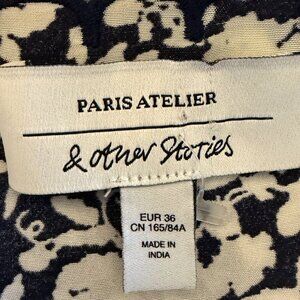 PARIS ATELIER
& Other Stories
EUR 36
CN 165/84A
MADE IN
INDIA